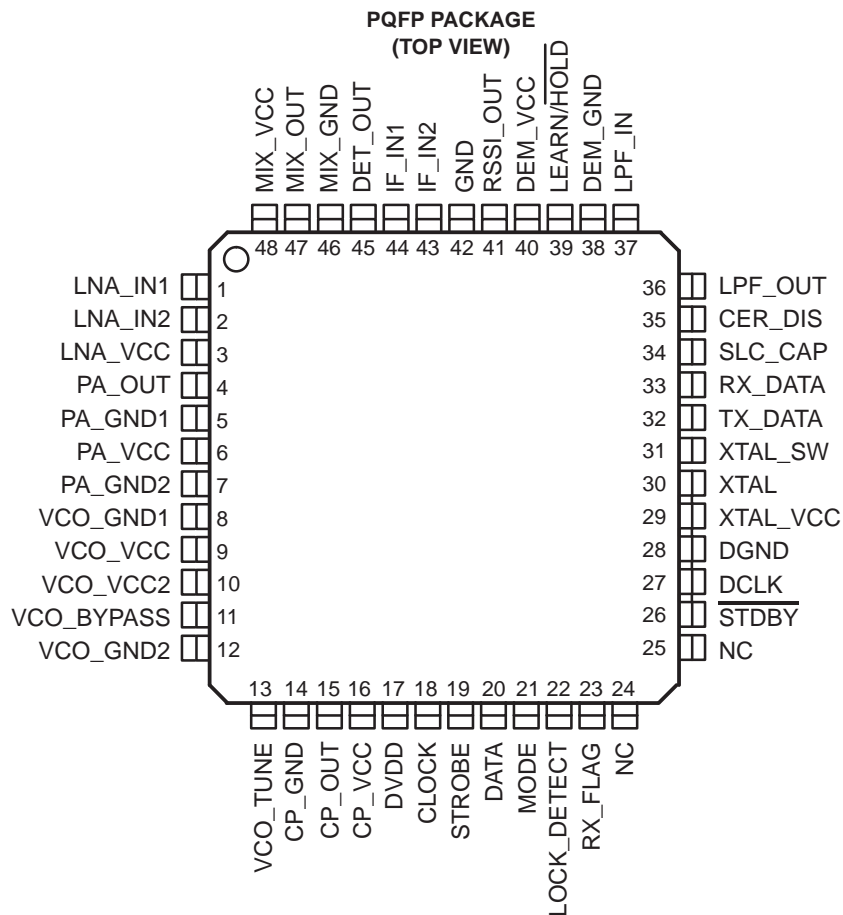 PQFP PACKAGE
(TOP VIEW)
MIX_VCC
MIX_OUT
MIX_GND
DET_OUT
IF_IN1
IF_IN2
GND
RSSI_OUT
DEM_VCC
LEARN/HOLD
DEM_GND
LPF_IN
48 47 46 45 44 43 42 41 40 39 38 37
LNA_IN1 1
LNA_IN2 2
LNA_VCC 3
PA_OUT 4
PA_GND1 5
PA_VCC 6
PA_GND2 7
VCO_GND1 8
VCO_VCC 9
VCO_VCC2 10
VCO_BYPASS 11
VCO_GND2 12
36 LPF_OUT
35 CER_DIS
34 SLC_CAP
33 RX_DATA
32 TX_DATA
31 XTAL_SW
30 XTAL
29 XTAL_VCC
28 DGND
27 DCLK
26 STDBY
25 NC
13 14 15 16 17 18 19 20 21 22 23 24
VCO_TUNE
CP_GND
CP_OUT
CP_VCC
DVDD
CLOCK
STROBE
DATA
MODE
LOCK_DETECT
RX_FLAG
NC